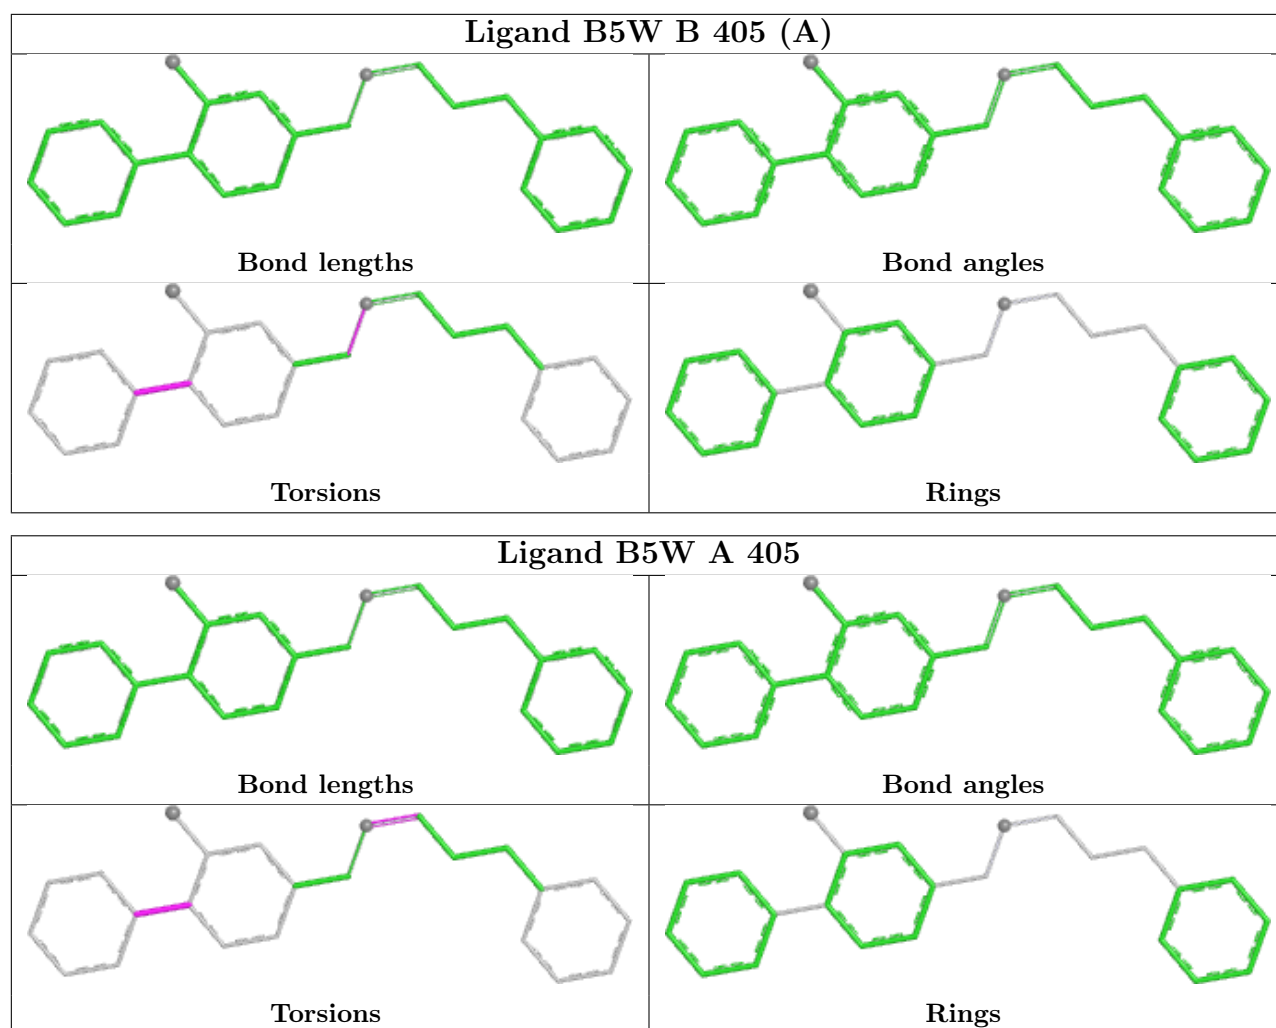 Ligand B5W B 405 (A)
Bond lengths
Bond angles
Torsions
Rings
Ligand B5W A 405
Bond lengths
Bond angles
Torsions
Rings